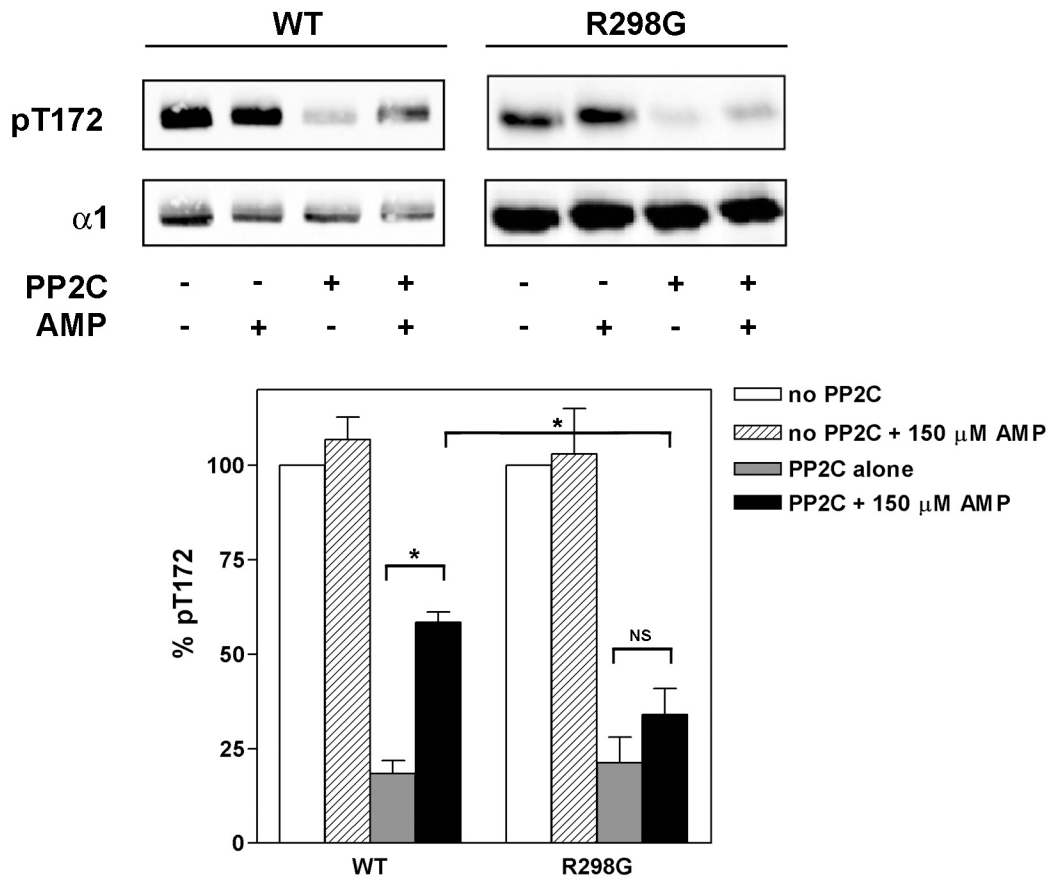 WT R298G
pT172
α1
PP2C - - + + - - + +
AMP - + - + - + - +
no PP2C
no PP2C + 150 μM AMP
PP2C alone
PP2C + 150 μM AMP
% pT172
100
75
50
25
0
*
*
NS
WT R298G